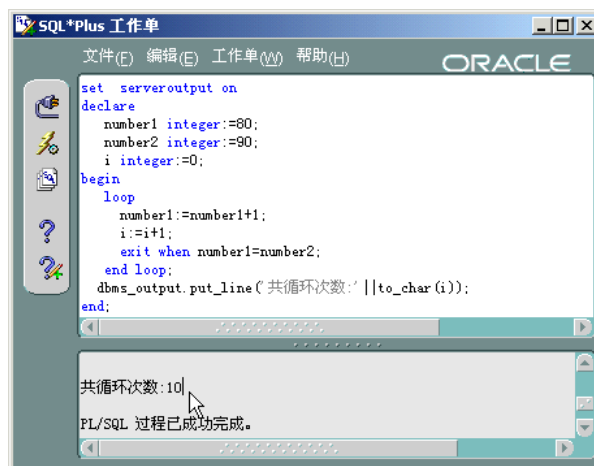 SQL*Plus 工作单
文件(F) 编辑(E) 工作单(W) 帮助(H)
ORACLE
set serveroutput on
declare
number1 integer:=80;
number2 integer:=90;
i integer:=0;
begin
loop
number1:=number1+1;
i:=i+1;
exit when number1=number2;
end loop;
dbms_output.put_line('共循环次数:'||to_char(i));
end;
共循环次数:10
PL/SQL 过程已成功完成。